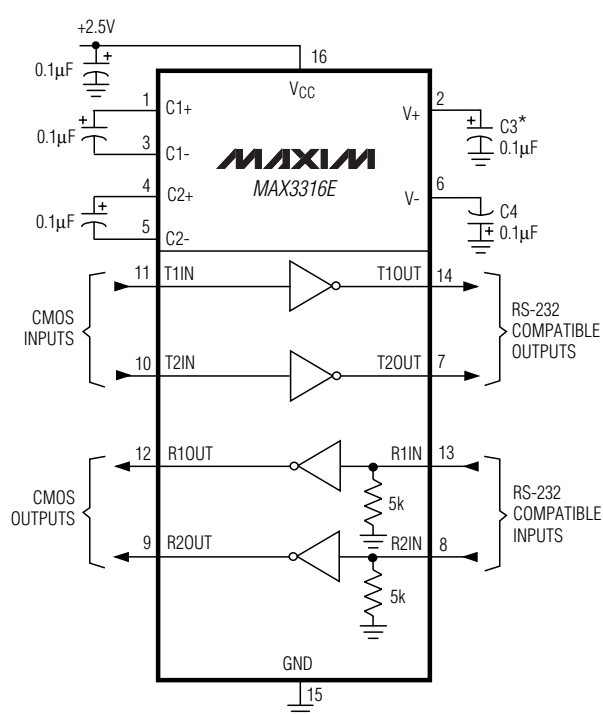 +2.5V
+
0.1µF
16
VCC
1
C1+
+
0.1µF
3
C1-
4
C2+
+
0.1µF
5
C2-
MAXIM
MAX3316E
V+
2
+
C3*
0.1µF
V-
6
C4
+
0.1µF
CMOS
INPUTS
11
T1IN
T1OUT
14
10
T2IN
T2OUT
7
RS-232
COMPATIBLE
OUTPUTS
CMOS
OUTPUTS
12
R1OUT
R1IN
13
5k
9
R2OUT
R2IN
8
5k
RS-232
COMPATIBLE
INPUTS
GND
15